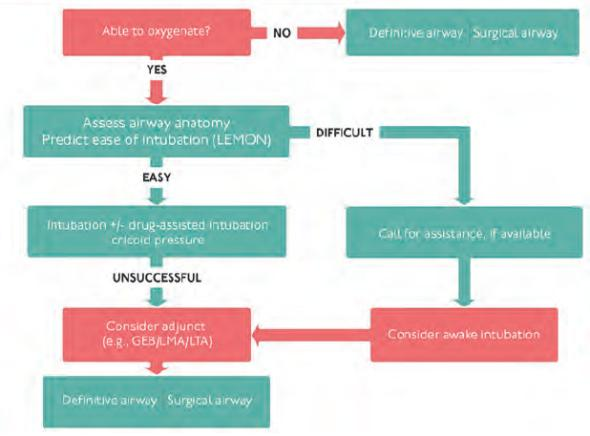 Able to oxygenate?
NO
Definitive airway Surgical airway
YES
Assess airway anatomy
Predict ease of intubation (LEMON)
DIFFICULT
EASY
Intubation +/- drug-assisted intubation
cricoid pressure
Call for assistance, if available
UNSUCCESSFUL
Consider adjunct
(e.g., GEB/LMA/LTA)
Consider awake intubation
Definitive airway Surgical airway